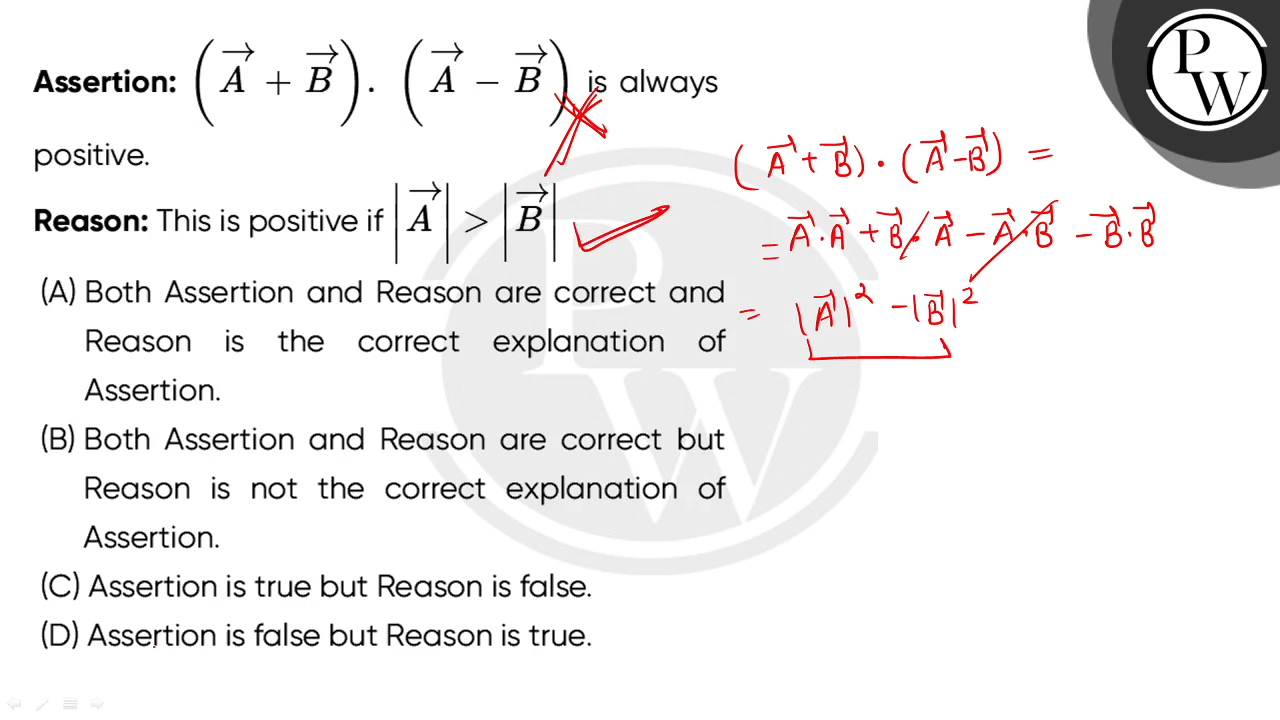 Assertion: (A⃗ + B⃗). (A⃗ − B⃗) is always
positive.
Reason: This is positive if |A⃗| > |B⃗|
(A) Both Assertion and Reason are correct and
Reason is the correct explanation of
Assertion.
(B) Both Assertion and Reason are correct but
Reason is not the correct explanation of
Assertion.
(C) Assertion is true but Reason is false.
(D) Assertion is false but Reason is true.
(A⃗ + B⃗) · (A⃗ − B⃗) =
= A⃗ · A⃗ + B⃗ · A⃗ − A⃗ · B⃗ − B⃗ · B⃗
= |A⃗|² − |B⃗|²
P
W
P
W